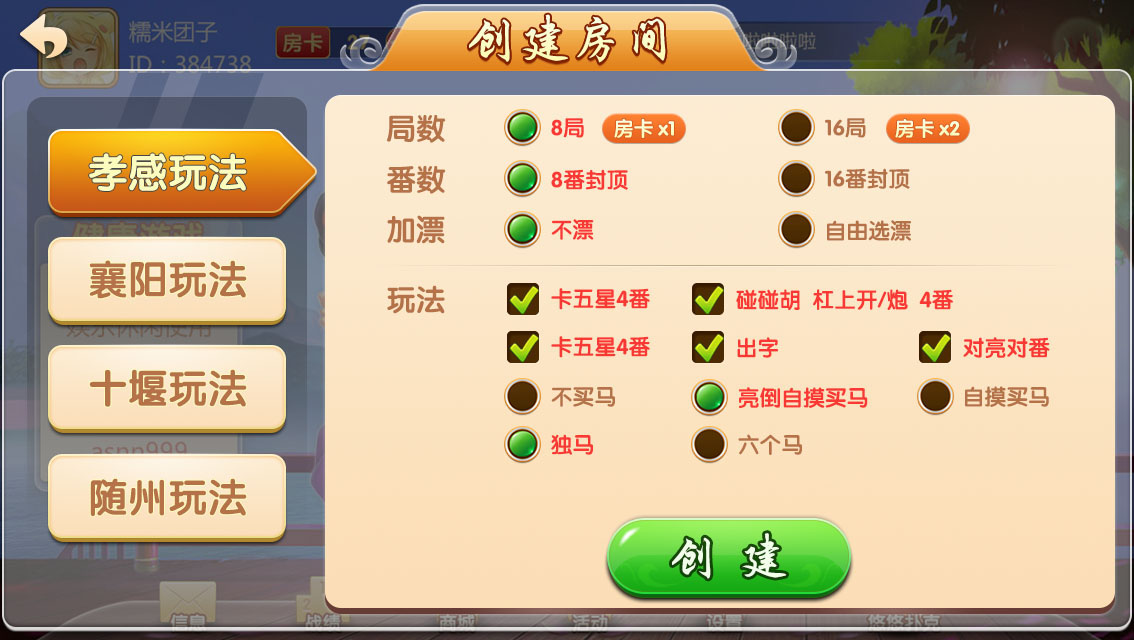 糯米团子
ID：384738
房卡
创建房间
孝感玩法
襄阳玩法
十堰玩法
随州玩法
局数 8局 房卡x1 16局 房卡x2
番数 8番封顶 16番封顶
加漂 不漂 自由选漂
玩法 卡五星4番 碰碰胡 杠上开/炮 4番
卡五星4番 出字 对亮对番
不买马 亮倒自摸买马 自摸买马
独马 六个马
创建
信息 战绩 商城 活动 设置